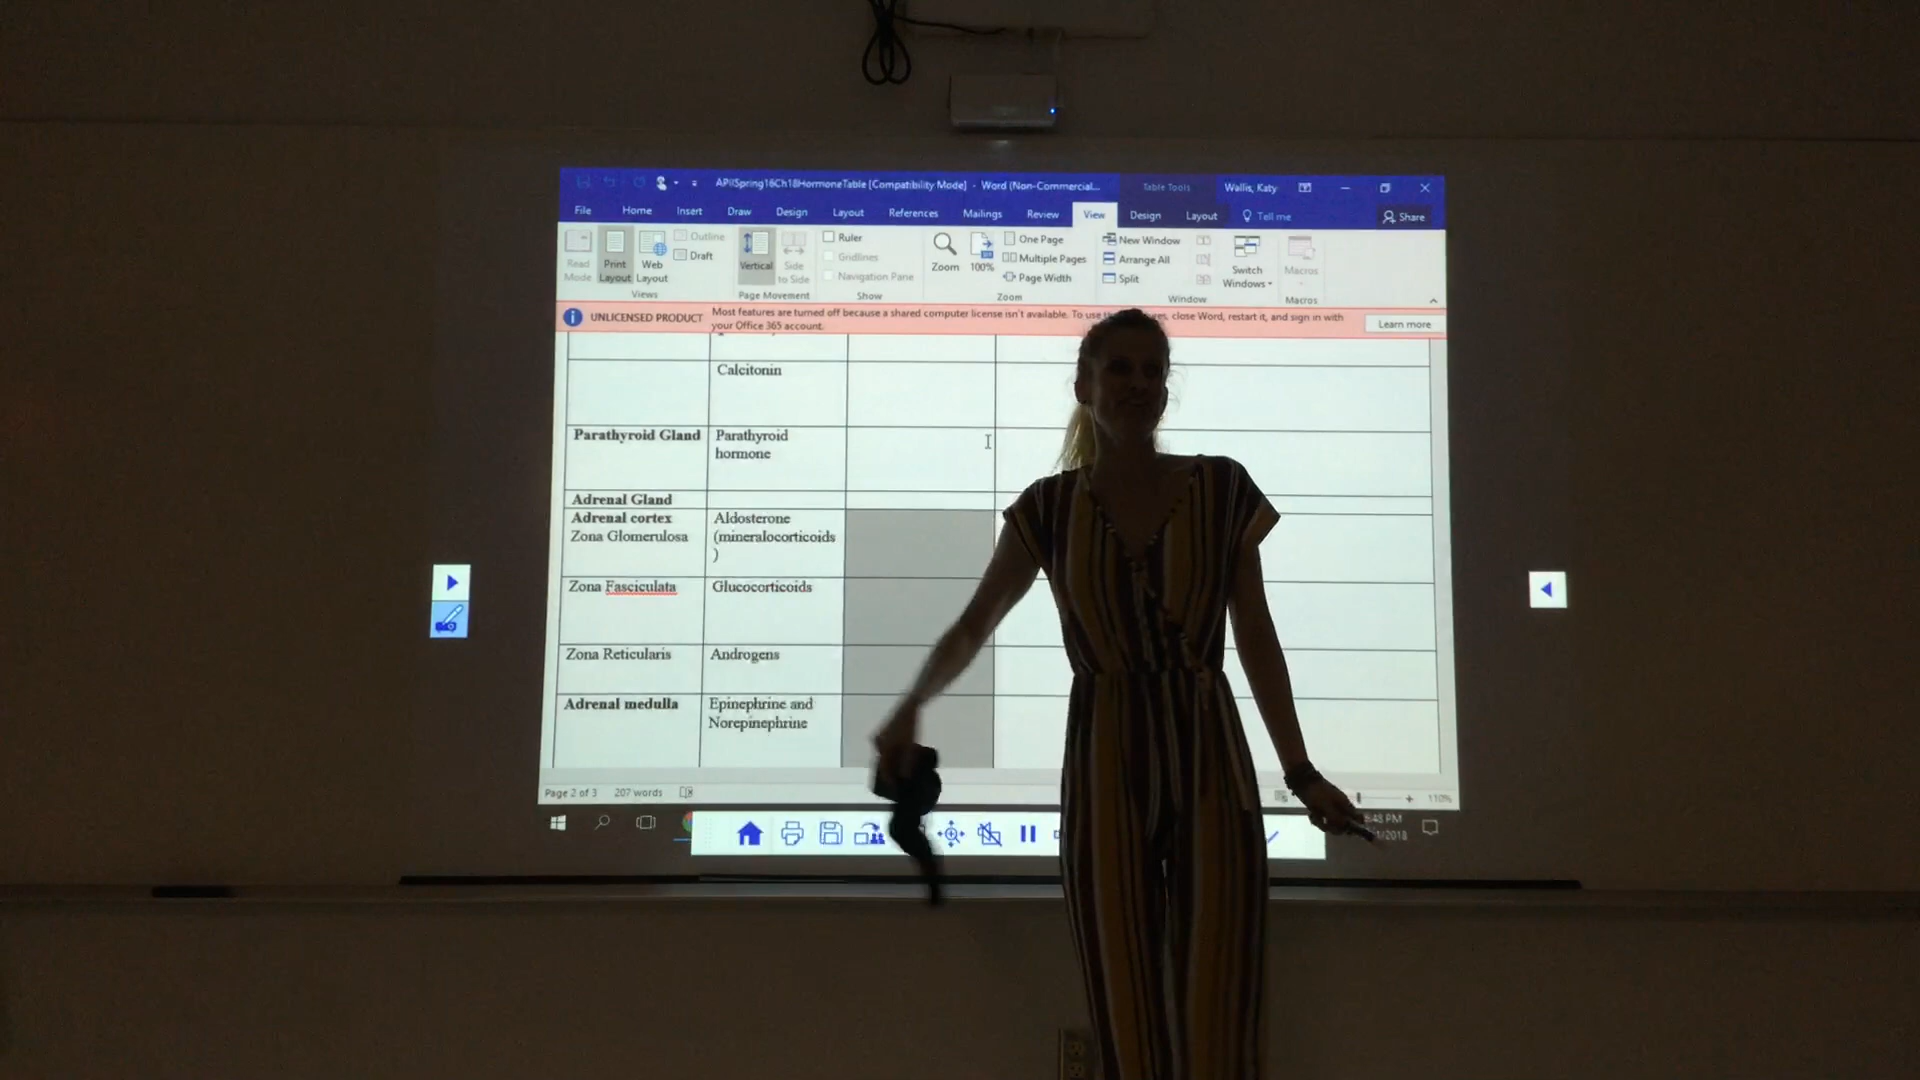 APIISpring16Ch18HormoneTable [Compatibility Mode] - Word (Non-Commercial...
Table Tools
Wallis, Katy
File Home Insert Draw Design Layout References Mailings Review View Design Layout Tell me Share
Read Mode
Print Layout
Web Layout
Outline
Draft
Views
Vertical
Side to Side
Page Movement
Ruler
Gridlines
Navigation Pane
Show
Zoom
100%
One Page
Multiple Pages
Page Width
Zoom
New Window
Arrange All
Split
Switch Windows
Window
Macros
Macros
UNLICENSED PRODUCT
Most features are turned off because a shared computer license isn't available. To use close Word, restart it, and sign in with
your Office 365 account.
Learn more
Calcitonin
Parathyroid Gland Parathyroid
hormone
Adrenal Gland
Adrenal cortex Aldosterone
Zona Glomerulosa (mineralocorticoids
)
Zona Fasciculata Glucocorticoids
Zona Reticularis Androgens
Adrenal medulla Epinephrine and
Norepinephrine
Page 2 of 3 207 words
110%
:48 PM
/2018